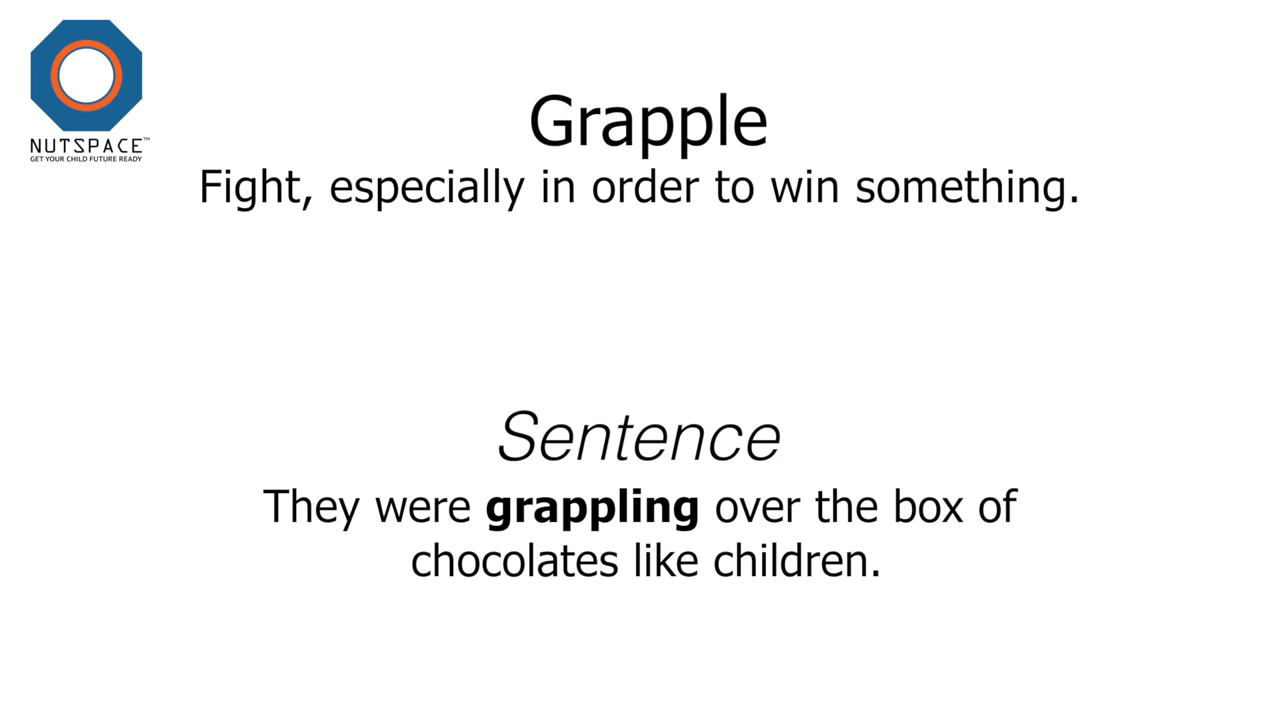 NUTSPACE™
GET YOUR CHILD FUTURE READY
Grapple
Fight, especially in order to win something.
Sentence
They were grappling over the box of
chocolates like children.